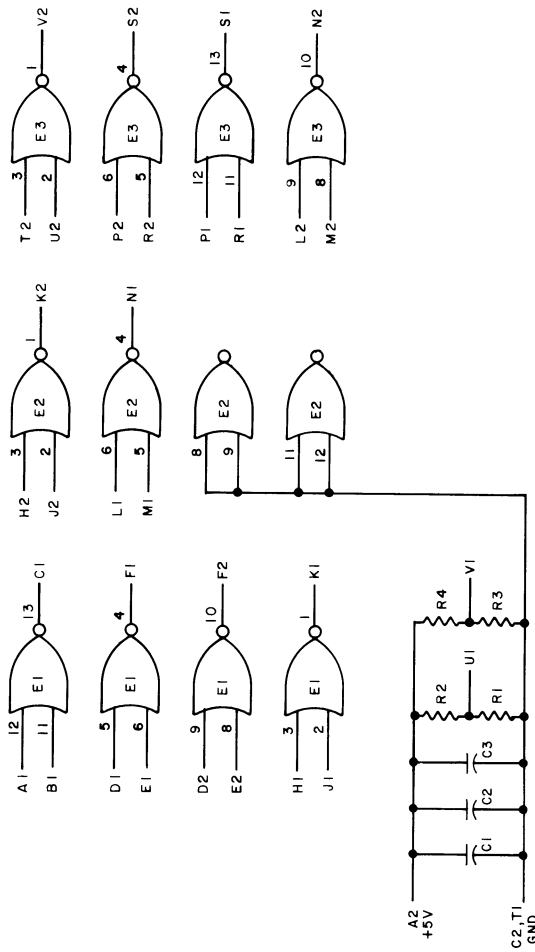 A1 12
B1 11
E1
13 C1
D1 5
E1 6
E1
4 F1
D2 9
E2 8
E1
10 F2
H1 3
J1 2
E1
1 K1
H2 3
J2 2
E2
1 K2
L1 6
M1 5
E2
4 N1
8
9
E2
11
12
E2
T2 3
U2 2
E3
1 V2
P2 6
R2 5
E3
4 S2
P1 12
R1 11
E3
13 S1
L2 9
M2 8
E3
10 N2
A2
+5V
C1
C2
C3
R2
R1
U1
R4
R3
V1
C2,T1
GND